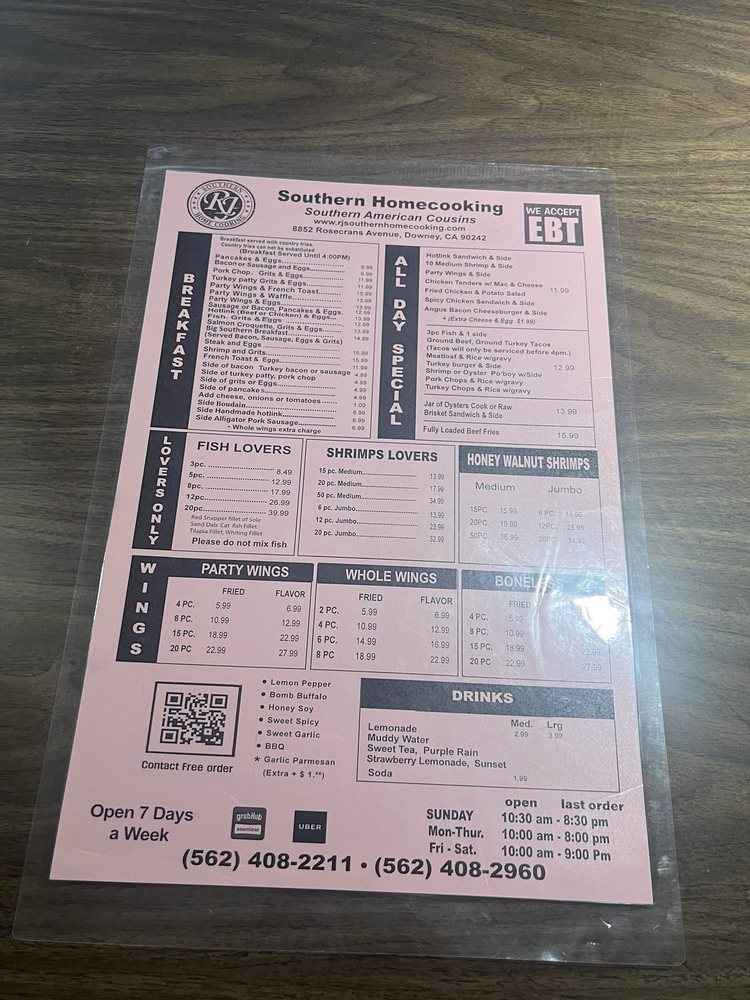 SOUTHERN
RJ
HOME COOKING
Southern Homecooking
Southern American Cousins
www.rjsouthernhomecooking.com
8852 Rosecrans Avenue, Downey, CA 90242
WE ACCEPT
EBT
BREAKFAST
Breakfast served with country fries.
Country fries can not be substituted
(Breakfast Served Until 4:00PM)
Pancakes & Eggs
Bacon or Sausage and Eggs
Pork Chop, Grits & Eggs
Turkey patty Grits & Eggs
Party Wings & French Toast
Party Wings & Waffle
Party Wings & Eggs
Sausage or Bacon, Pancakes & Eggs.
Hotlink (Beef or Chicken) & Eggs
Fish, Grits & Eggs
Salmon Croquette, Grits & Eggs
Big Southern Breakfast
(Served Bacon, Sausage, Eggs & Grits)
Steak and Eggs
Shrimp and Grits
French Toast & Eggs
Side of bacon Turkey bacon or sausage 4.99
Side of turkey patty, pork chop 4.99
Side of grits or Eggs 4.99
Side of pancakes 4.99
Add cheese, onions or tomatoes 1.00
Side Boudain 6.99
Side Handmade hotlink 6.99
Side Alligator Pork Sausage 6.99
• Whole wings extra charge
ALL DAY SPECIAL
Hotlink Sandwich & Side
10 Medium Shrimp & Side
Party Wings & Side
Chicken Tenders w/ Mac & Cheese
11.99
Fried Chicken & Potato Salad
Spicy Chicken Sandwich & Side
Angus Bacon Cheeseburger & Side
• (Extra Cheese & Egg $1.99)
3pc Fish & 1 side
Ground Beef, Ground Turkey Tacos
(Tacos will only be serviced before 4pm.)
Meatloaf & Rice w/gravy
12.99
Turkey burger & Side
Shrimp or Oyster Po'boy w/Side
Pork Chops & Rice w/gravy
Turkey Chops & Rice w/gravy
Jar of Oysters Cook or Raw
13.99
Brisket Sandwich & Side
Fully Loaded Beef Fries 15.99
LOVERS ONLY
FISH LOVERS
3pc. 8.49
5pc. 12.99
8pc. 17.99
12pc. 26.99
20pc. 39.99
Red Snapper fillet of Sole
Sand Dab, Cat fish Fillet
Tilapia Fillet, Whiting Fillet
Please do not mix fish
SHRIMPS LOVERS
15 pc. Medium 13.99
20 pc. Medium 17.99
50 pc. Medium 34.99
6 pc. Jumbo 13.99
12 pc. Jumbo 23.99
20 pc. Jumbo 32.99
HONEY WALNUT SHRIMPS
Medium Jumbo
15PC. 15.99 6 PC. 15.99
20PC. 19.99 12PC. 25.99
50PC. 36.99 20PC.
WINGS
PARTY WINGS
FRIED FLAVOR
4 PC. 5.99 6.99
8 PC. 10.99 12.99
15 PC. 18.99 22.99
20 PC 22.99 27.99
WHOLE WINGS
FRIED FLAVOR
2 PC. 5.99 6.99
4 PC. 10.99 12.99
6 PC. 14.99 16.99
8 PC 18.99 22.99
BONELESS
FRIED
4 PC. 5.99
8 PC. 10.99
15 PC. 18.99 22.99
20 PC 22.99 27.99
Contact Free order
• Lemon Pepper
• Bomb Buffalo
• Honey Soy
• Sweet Spicy
• Sweet Garlic
• BBQ
* Garlic Parmesan
(Extra + $ 1.00)
DRINKS
Med. Lrg
Lemonade 2.99 3.99
Muddy Water
Sweet Tea, Purple Rain
Strawberry Lemonade, Sunset
Soda 1.99
Open 7 Days
a Week
grubHub
seamless
UBER
open last order
SUNDAY 10:30 am - 8:30 pm
Mon-Thur. 10:00 am - 8:00 pm
Fri - Sat. 10:00 am - 9:00 Pm
(562) 408-2211 • (562) 408-2960